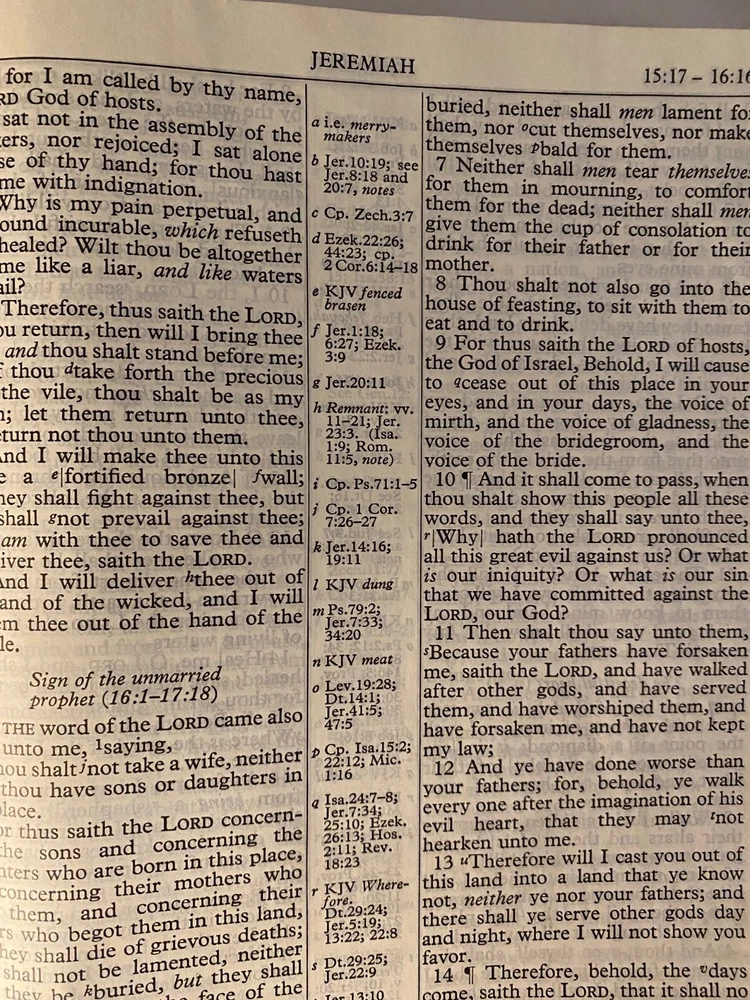 JEREMIAH
15:17 – 16:16
for I am called by thy name,
God of hosts.
sat not in the assembly of the
nor rejoiced; I sat alone
of thy hand; for thou hast
me with indignation.
Why is my pain perpetual, and
incurable, which refuseth
healed? Wilt thou be altogether
me like a liar, and like waters
Therefore, thus saith the LORD,
return, then will I bring thee
and thou shalt stand before me;
thou dtake forth the precious
the vile, thou shalt be as my
let them return unto thee,
not thou unto them.
And I will make thee unto this
a e|fortified bronze| fwall;
they shall fight against thee, but
shall gnot prevail against thee;
am with thee to save thee and
thee, saith the LORD.
And I will deliver hthee out of
of the wicked, and I will
thee out of the hand of the
Sign of the unmarried
prophet (16:1–17:18)
THE word of the LORD came also
unto me, 1saying,
shalt jnot take a wife, neither
thou have sons or daughters in
place.
thus saith the LORD concern-
the sons and concerning the
who are born in this place,
concerning their mothers who
them, and concerning their
who begot them in this land,
They shall die of grievous deaths;
shall not be lamented, neither
they be kburied, but they shall
the face of the
a i.e. merry-
makers
b Jer.10:19; see
Jer.8:18 and
20:7, notes
c Cp. Zech.3:7
d Ezek.22:26;
44:23; cp.
2 Cor.6:14–18
e KJV fenced
brasen
f Jer.1:18;
6:27; Ezek.
3:9
g Jer.20:11
h Remnant: vv.
11–21; Jer.
23:3. (Isa.
1:9; Rom.
11:5, note)
i Cp. Ps.71:1–5
j Cp. 1 Cor.
7:26–27
k Jer.14:16;
19:11
l KJV dung
m Ps.79:2;
Jer.7:33;
34:20
n KJV meat
o Lev.19:28;
Dt.14:1;
Jer.41:5;
47:5
p Cp. Isa.15:2;
22:12; Mic.
1:16
q Isa.24:7–8;
Jer.7:34;
25:10; Ezek.
26:13; Hos.
2:11; Rev.
18:23
r KJV Where-
fore.
Dt.29:24;
Jer.5:19;
13:22; 22:8
s Dt.29:25;
Jer.22:9
Jer.13:10
buried, neither shall men lament for
them, nor ocut themselves, nor make
themselves pbald for them.
7 Neither shall men tear themselves
for them in mourning, to comfort
them for the dead; neither shall men
give them the cup of consolation to
drink for their father or for their
mother.
8 Thou shalt not also go into the
house of feasting, to sit with them to
eat and to drink.
9 For thus saith the LORD of hosts,
the God of Israel, Behold, I will cause
to qcease out of this place in your
eyes, and in your days, the voice of
mirth, and the voice of gladness, the
voice of the bridegroom, and the
voice of the bride.
10 ¶ And it shall come to pass, when
thou shalt show this people all these
words, and they shall say unto thee,
r|Why| hath the LORD pronounced
all this great evil against us? Or what
is our iniquity? Or what is our sin
that we have committed against the
LORD, our God?
11 Then shalt thou say unto them,
sBecause your fathers have forsaken
me, saith the LORD, and have walked
after other gods, and have served
them, and have worshiped them, and
have forsaken me, and have not kept
my law;
12 And ye have done worse than
your fathers; for, behold, ye walk
every one after the imagination of his
evil heart, that they may tnot
hearken unto me.
13 uTherefore will I cast you out of
this land into a land that ye know
not, neither ye nor your fathers; and
there shall ye serve other gods day
and night, where I will not show you
favor.
14 ¶ Therefore, behold, the vdays
come, saith the LORD, that it shall no